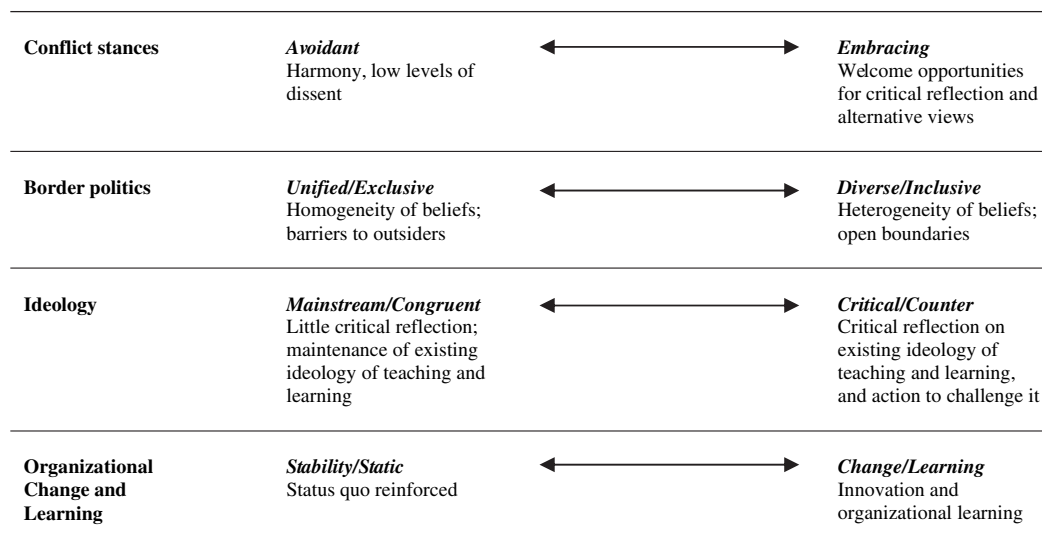 Conflict stances
Avoidant
Harmony, low levels of
dissent
Embracing
Welcome opportunities
for critical reflection and
alternative views
Border politics
Unified/Exclusive
Homogeneity of beliefs;
barriers to outsiders
Diverse/Inclusive
Heterogeneity of beliefs;
open boundaries
Ideology
Mainstream/Congruent
Little critical reflection;
maintenance of existing
ideology of teaching and
learning
Critical/Counter
Critical reflection on
existing ideology of
teaching and learning,
and action to challenge it
Organizational
Change and
Learning
Stability/Static
Status quo reinforced
Change/Learning
Innovation and
organizational learning